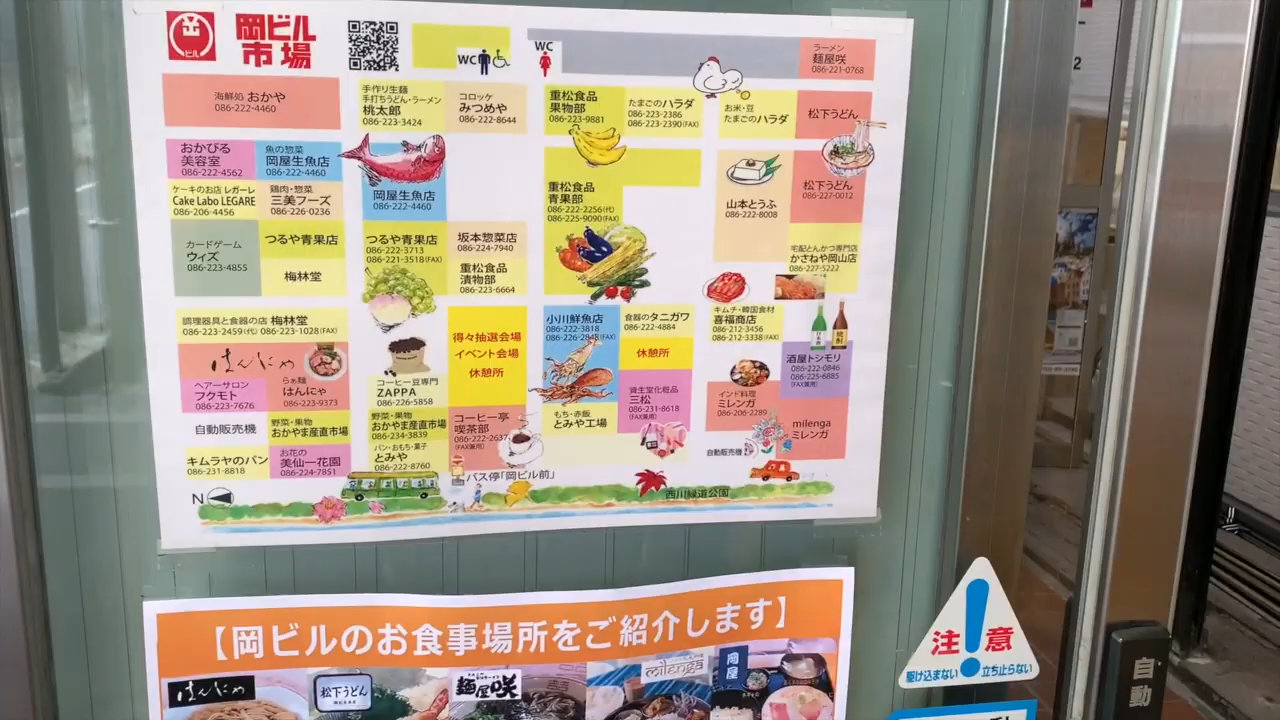 岡
ビル
岡ビル
市場
WC
WC
ラーメン
麺屋咲
086-221-0768
海鮮処 おかや
086-222-4460
手作り生麺
手打ちうどん・ラーメン
桃太郎
086-223-3424
コロッケ
みつめや
086-222-8644
重松食品
果物部
086-223-9881
たまごのハラダ
086-223-2386
086-223-2390(FAX)
お米・豆
たまごのハラダ
松下うどん
おかびる
美容室
086-224-4562
魚の惣菜
岡屋生魚店
086-222-4460
岡屋生魚店
086-222-4460
ケーキのお店 レガーレ
Cake Labo LEGARE
086-206-4456
鶏肉・惣菜
三美フーズ
086-226-0236
重松食品
青果部
086-222-2256(代)
086-225-9090(FAX)
山本とうふ
086-222-8008
松下うどん
086-227-0012
カードゲーム
ウィズ
086-223-4855
つるや青果店
梅林堂
つるや青果店
086-222-3713
086-221-3518(FAX)
坂本惣菜店
086-224-7940
重松食品
漬物部
086-223-6664
宅配とんかつ専門店
かさねや岡山店
086-227-5222
調理器具と食器の店 梅林堂
086-223-2459(代) 086-223-1028(FAX)
得々抽選会場
イベント会場
休憩所
小川鮮魚店
086-222-3818
086-226-2848(FAX)
食器のタニガワ
086-222-4884
休憩所
キムチ・韓国食材
喜福商店
086-212-3456
086-212-3338(FAX)
日本酒
焼酎
はんにゃ
ヘアーサロン
フクモト
086-223-7676
らぁ麺
はんにゃ
086-223-9373
コーヒー豆専門
ZAPPA
086-226-5858
資生堂化粧品
三松
086-231-8618
(FAX兼用)
酒屋トシモリ
086-222-0846
086-225-6885
(FAX兼用)
インド料理
ミレンガ
086-206-2289
milenga
ミレンガ
自動販売機
野菜・果物
おかやま産直市場
野菜・果物
おかやま産直市場
086-234-3839
コーヒー亭
喫茶部
086-222-2637
(FAX兼用)
もち・赤飯
とみや工場
自動販売機
キムラヤのパン
086-231-8818
お花の
美仙一花園
086-224-7851
パン・おもち・菓子
とみや
086-222-8760
バス停「岡ビル前」
西川緑道公園
N
【岡ビルのお食事場所をご紹介します】
はんにゃ
松下うどん
麺屋咲
milenga
岡屋
注意
駆け込まない 立ち止らない
自動